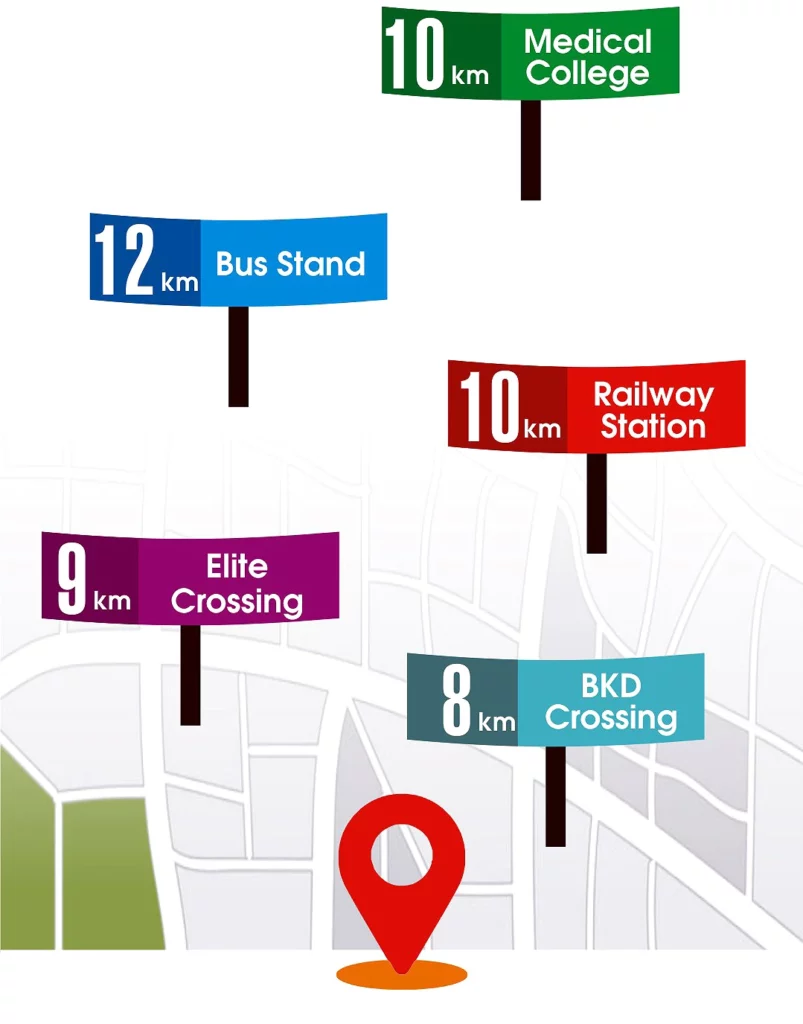 10 km Medical
College
12 km Bus Stand
10 km Railway
Station
9 km Elite
Crossing
8 km BKD
Crossing